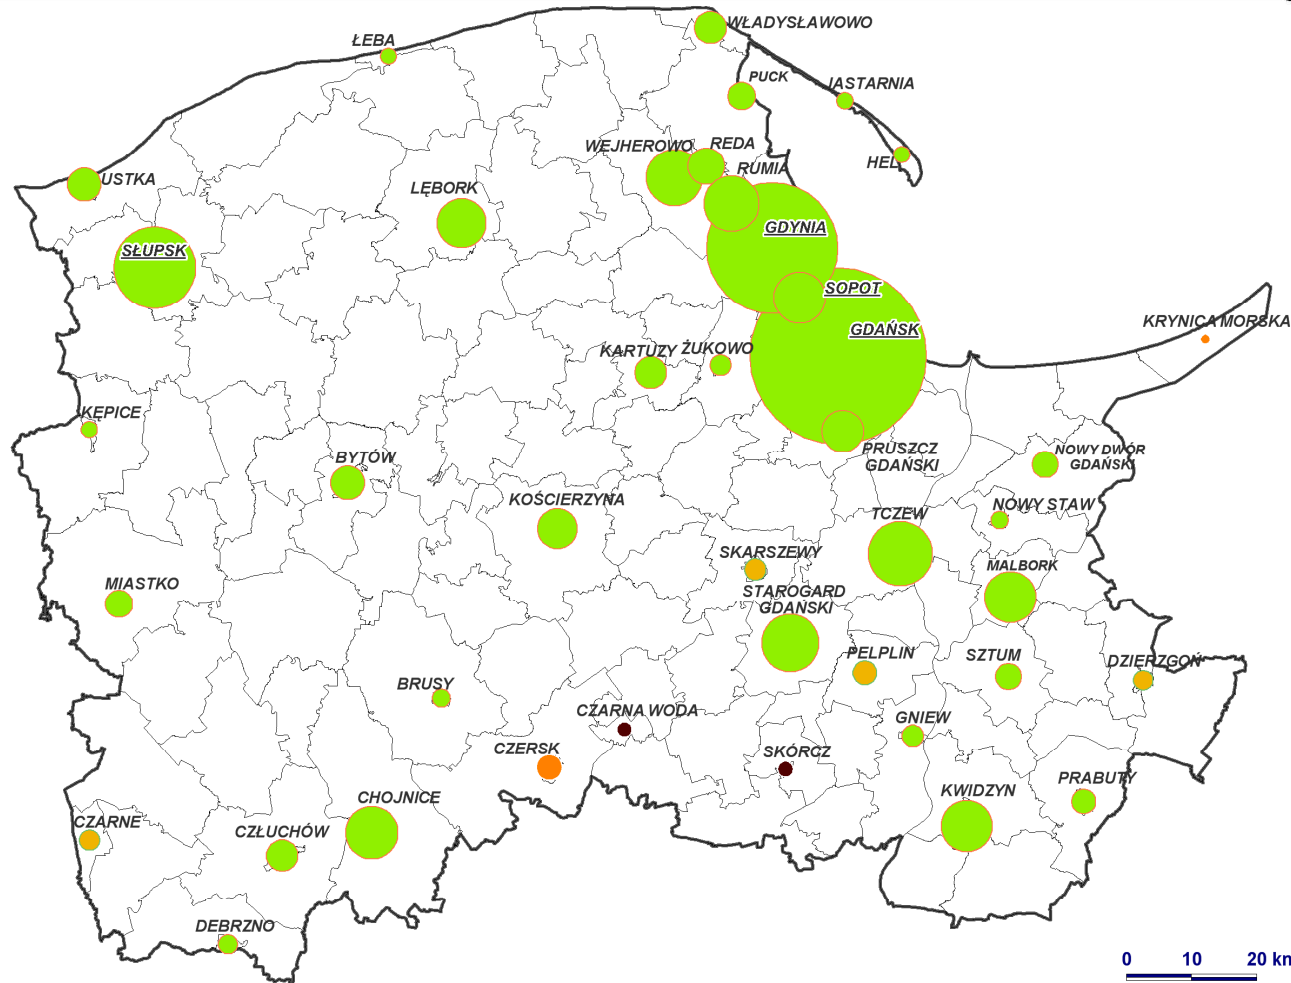 WŁADYSŁAWOWO
ŁEBA
PUCK
JASTARNIA
REDA
WEJHEROWO
HEL
RUMIA
USTKA
LĘBORK
GDYNIA
SŁUPSK
SOPOT
KRYNICA MORSKA
GDAŃSK
KARTUZY
ŻUKOWO
KĘPICE
PRUSZCZ
GDAŃSKI
NOWY DWÓR
GDAŃSKI
BYTÓW
KOŚCIERZYNA
NOWY STAW
TCZEW
SKARSZEWY
MALBORK
MIASTKO
STAROGARD
GDAŃSKI
PELPLIN
SZTUM
DZIERZGOŃ
BRUSY
CZARNA WODA
GNIEW
CZERSK
SKÓRCZ
PRABUTY
KWIDZYN
CHOJNICE
CZARNE
CZŁUCHÓW
DEBRZNO
0 10 20 km